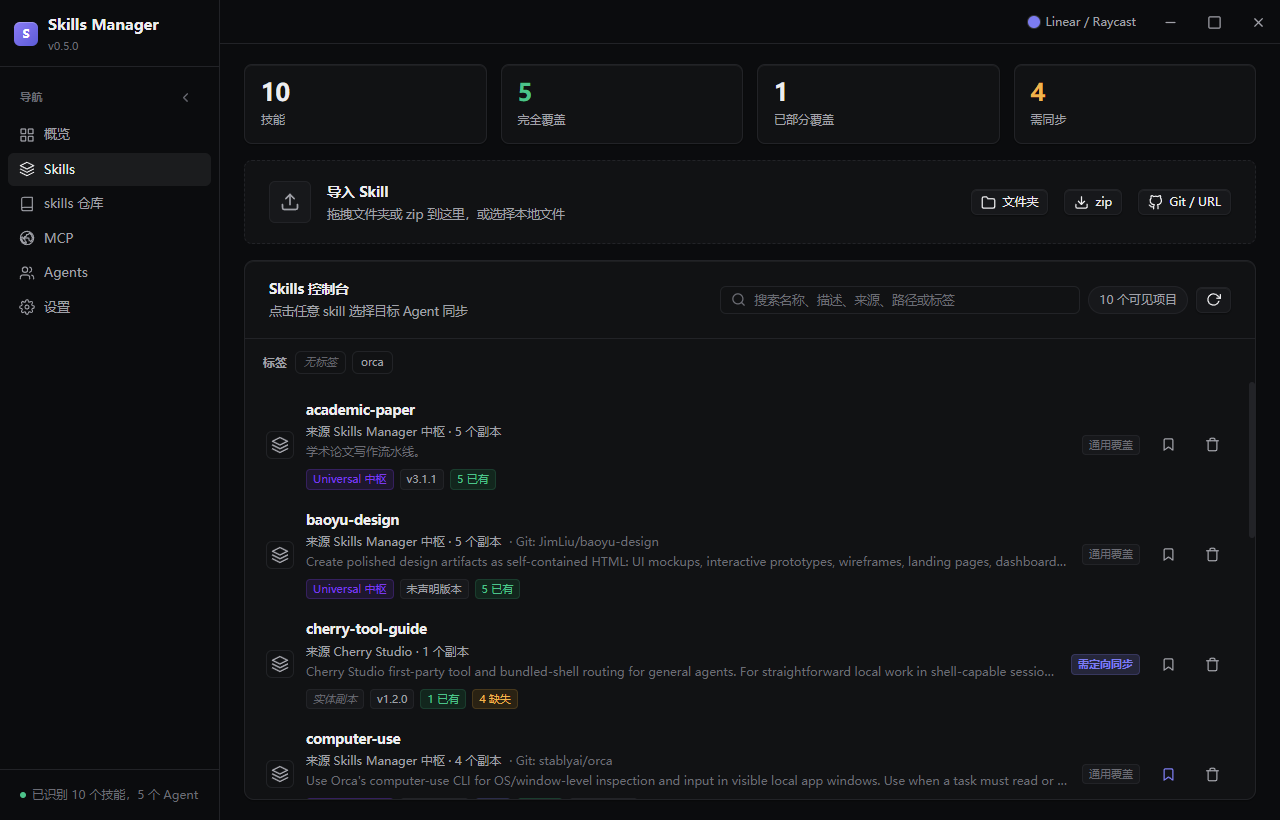 S
Skills Manager
v0.5.0
导航
概览
Skills
skills 仓库
MCP
Agents
设置
已识别 10 个技能，5 个 Agent
Linear / Raycast
10
技能
5
完全覆盖
1
已部分覆盖
4
需同步
导入 Skill
拖拽文件夹或 zip 到这里，或选择本地文件
文件夹
zip
Git / URL
Skills 控制台
点击任意 skill 选择目标 Agent 同步
搜索名称、描述、来源、路径或标签
10 个可见项目
标签 无标签 orca
academic-paper
来源 Skills Manager 中枢 · 5 个副本
学术论文写作流水线。
Universal 中枢 v3.1.1 5 已有
通用覆盖
baoyu-design
来源 Skills Manager 中枢 · 5 个副本 · Git: JimLiu/baoyu-design
Create polished design artifacts as self-contained HTML: UI mockups, interactive prototypes, wireframes, landing pages, dashboard...
Universal 中枢 未声明版本 5 已有
通用覆盖
cherry-tool-guide
来源 Cherry Studio · 1 个副本
Cherry Studio first-party tool and bundled-shell routing for general agents. For straightforward local work in shell-capable sessio...
实体副本 v1.2.0 1 已有 4 缺失
需定向同步
computer-use
来源 Skills Manager 中枢 · 4 个副本 · Git: stablyai/orca
Use Orca's computer-use CLI for OS/window-level inspection and input in visible local app windows. Use when a task must read or ...
通用覆盖